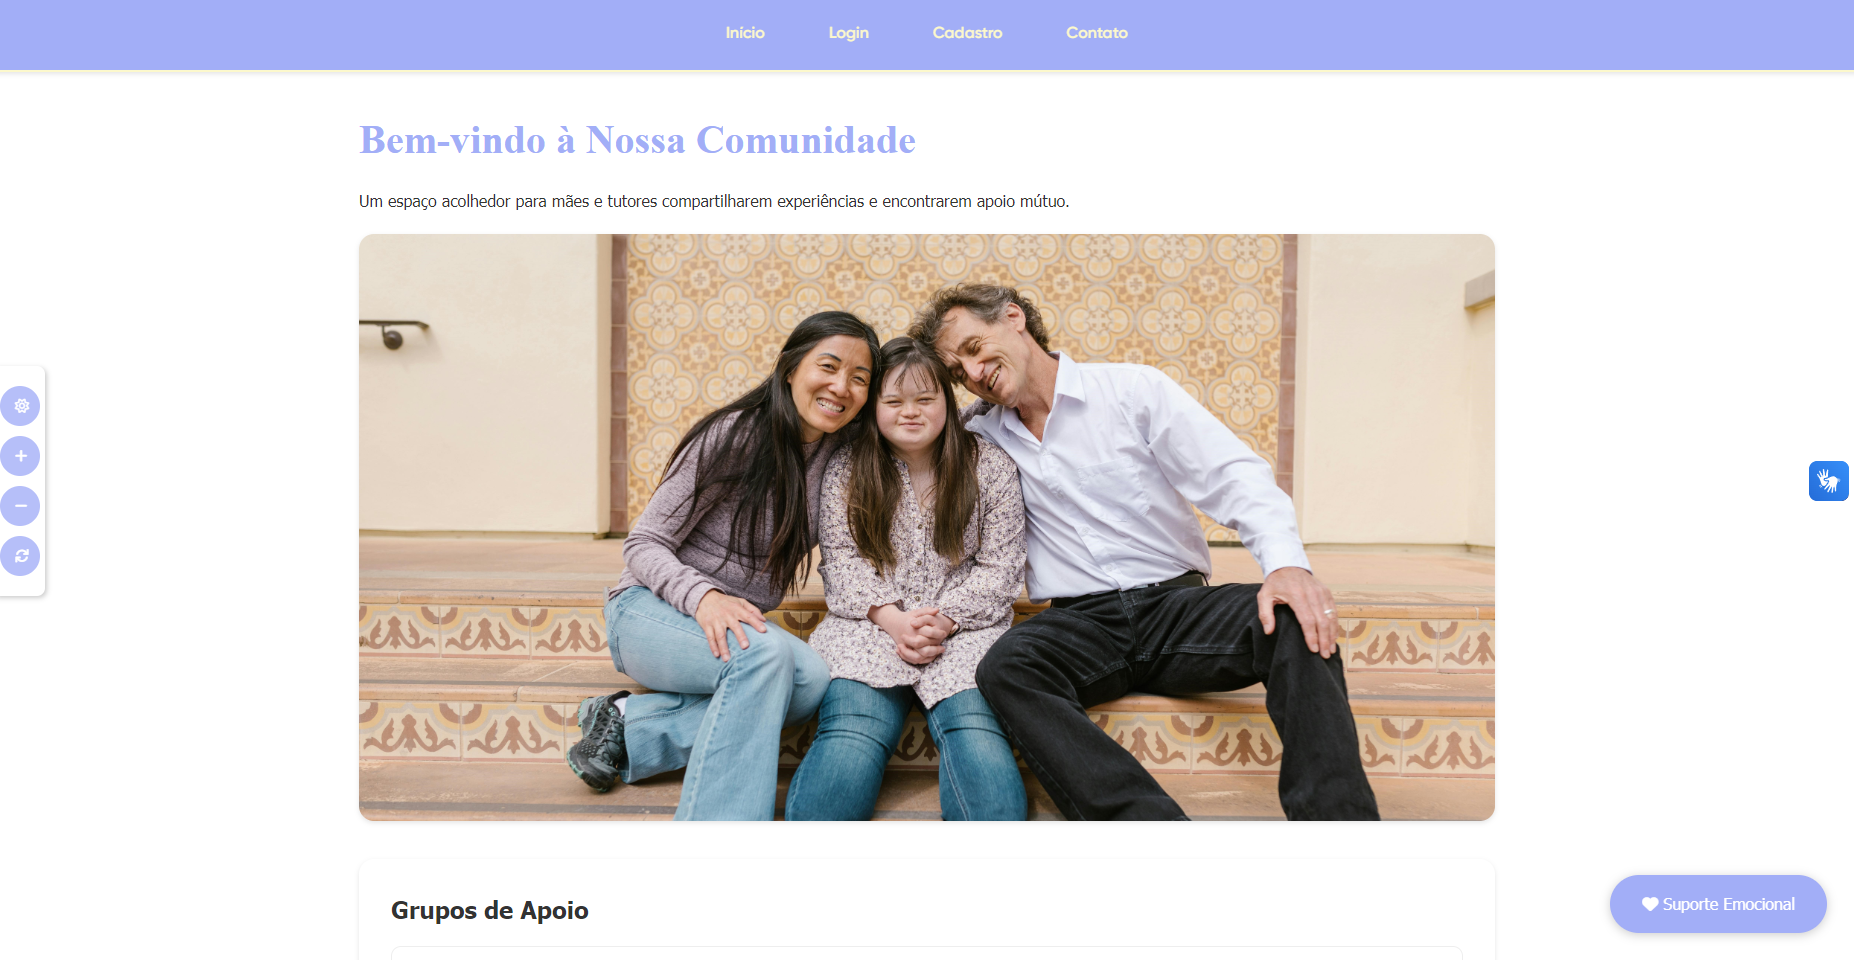 Início Login Cadastro Contato
Bem-vindo à Nossa Comunidade
Um espaço acolhedor para mães e tutores compartilharem experiências e encontrarem apoio mútuo.
Grupos de Apoio
Suporte Emocional